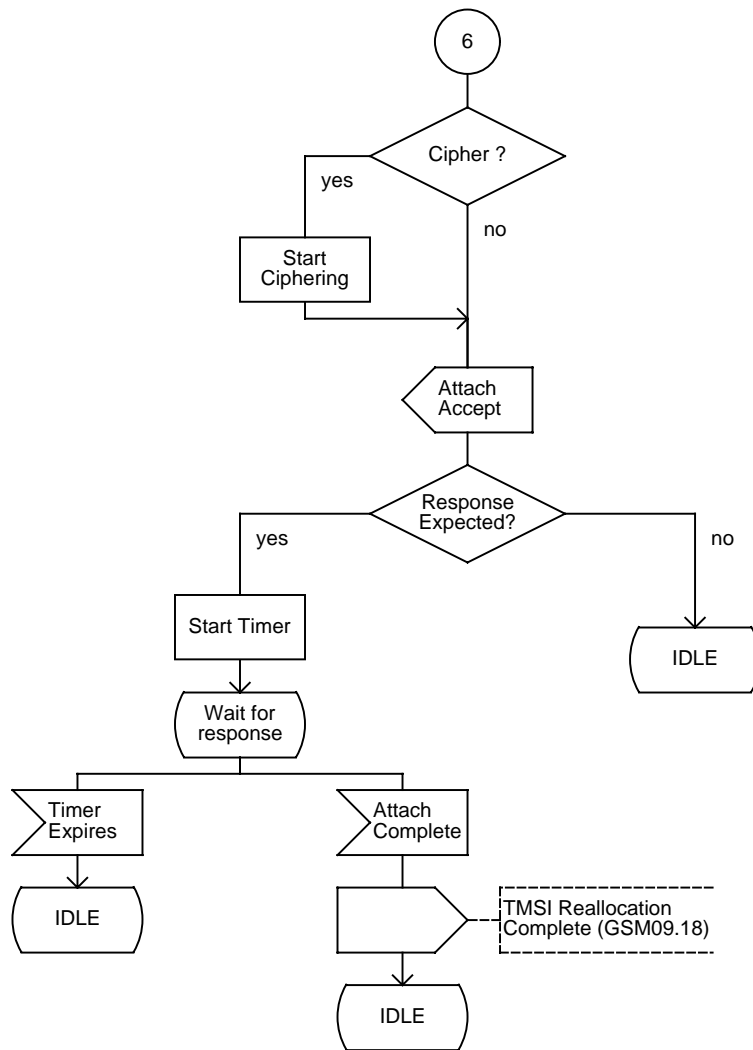 6
Cipher ?
yes
no
Start
Ciphering
Attach
Accept
Response
Expected?
yes
no
Start Timer
IDLE
Wait for
response
Timer
Expires
Attach
Complete
IDLE
TMSI Reallocation
Complete (GSM09.18)
IDLE